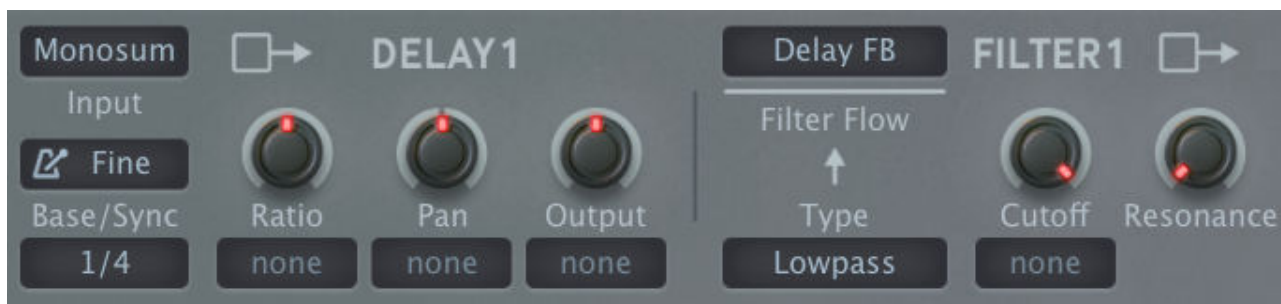 Monosum
DELAY1
Delay FB
FILTER1
Input
Filter Flow
Fine
Base/Sync
Ratio
Pan
Output
Type
Cutoff
Resonance
1/4
none
none
none
Lowpass
none